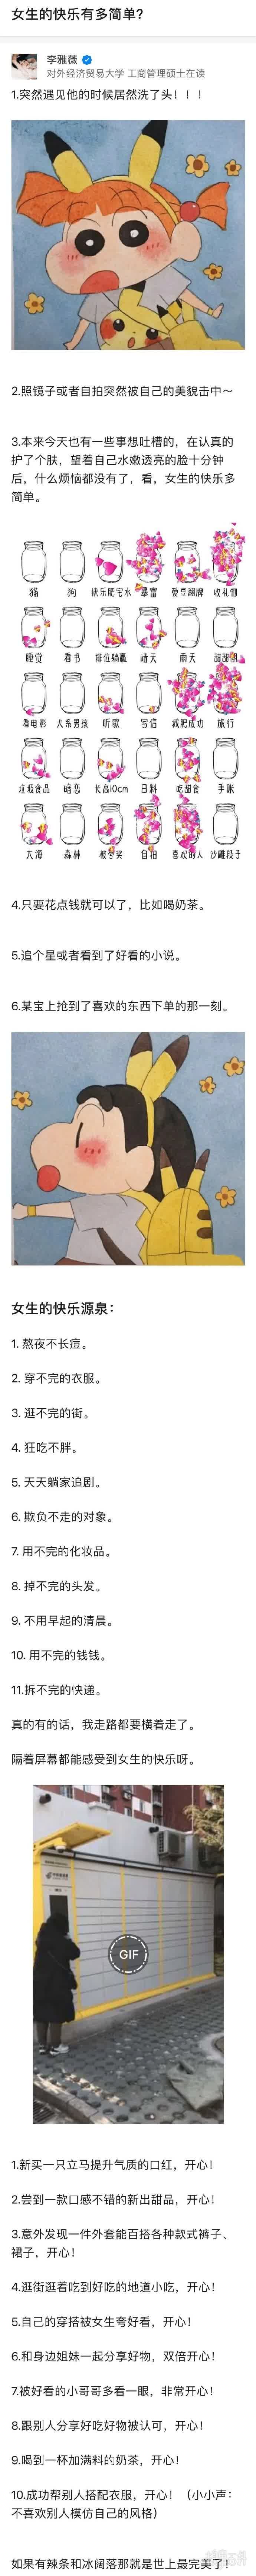 女生的快乐有多简单?
李雅薇
对外经济贸易大学 工商管理硕士在读
1.突然遇见他的时候居然洗了头！！！
2.照镜子或者自拍突然被自己的美貌击中～
3.本来今天也有一些事想吐槽的，在认真的
护了个肤，望着自己水嫩透亮的脸十分钟
后，什么烦恼都没有了，看，女生的快乐多
简单。
猫 狗 快乐肥宅水 暴富 爱豆翻牌 收礼物
睡觉 看书 排位躺赢 晴天 雨天 甜甜圈
看电影 犬系男孩 听歌 写信 减肥成功 旅行
垃圾食品 暗恋 长高10cm 日料 吃甜食 手账
大海 森林 被夸奖 自拍 喜欢的人 沙雕段子
4.只要花点钱就可以了，比如喝奶茶。
5.追个星或者看到了好看的小说。
6.某宝上抢到了喜欢的东西下单的那一刻。
女生的快乐源泉：
1. 熬夜不长痘。
2. 穿不完的衣服。
3. 逛不完的街。
4. 狂吃不胖。
5. 天天躺家追剧。
6. 欺负不走的对象。
7. 用不完的化妆品。
8. 掉不完的头发。
9. 不用早起的清晨。
10. 用不完的钱钱。
11.拆不完的快递。
真的有的话，我走路都要横着走了。
隔着屏幕都能感受到女生的快乐呀。
GIF
1.新买一只立马提升气质的口红，开心！
2.尝到一款口感不错的新出甜品，开心！
3.意外发现一件外套能百搭各种款式裤子、
裙子，开心！
4.逛街逛着吃到好吃的地道小吃，开心！
5.自己的穿搭被女生夸好看，开心！
6.和身边姐妹一起分享好物，双倍开心！
7.被好看的小哥哥多看一眼，非常开心！
8.跟别人分享好吃好物被认可，开心！
9.喝到一杯加满料的奶茶，开心！
10.成功帮别人搭配衣服，开心！（小小声：
不喜欢别人模仿自己的风格）
如果有辣条和冰阔落那就是世上最完美了！